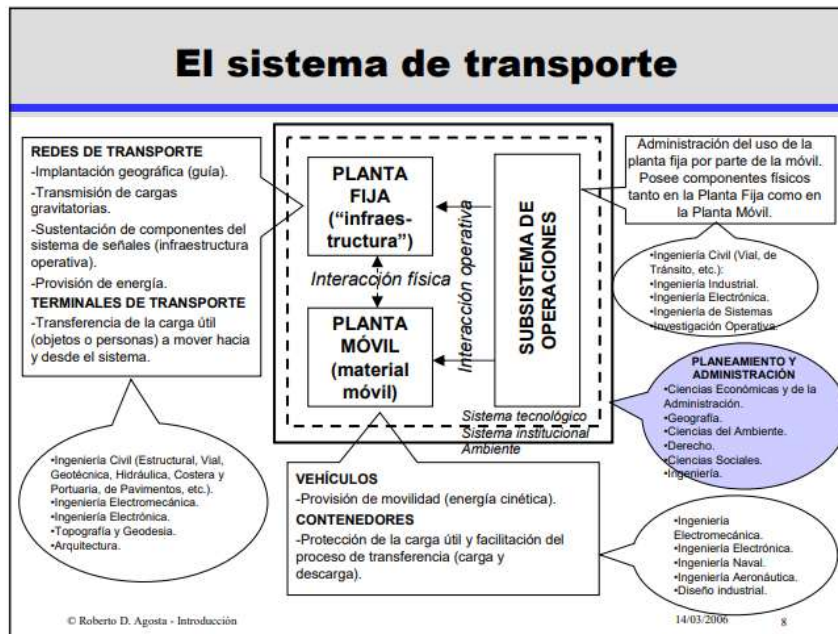 El sistema de transporte
REDES DE TRANSPORTE
-Implantación geográfica (guía).
-Transmisión de cargas
gravitatorias.
-Sustentación de componentes del
sistema de señales (infraestructura
operativa).
-Provisión de energía.
TERMINALES DE TRANSPORTE
-Transferencia de la carga útil
(objetos o personas) a mover hacia
y desde el sistema.
•Ingeniería Civil (Estructural, Vial,
Geotécnica, Hidráulica, Costera y
Portuaria, de Pavimentos, etc.).
•Ingeniería Electromecánica.
•Ingeniería Electrónica.
•Topografía y Geodesia.
•Arquitectura.
PLANTA
FIJA
(“infraes-
tructura”)
Interacción física
PLANTA
MÓVIL
(material
móvil)
Interacción operativa
SUBSISTEMA DE
OPERACIONES
Sistema tecnológico
Sistema institucional
Ambiente
VEHÍCULOS
-Provisión de movilidad (energía cinética).
CONTENEDORES
-Protección de la carga útil y facilitación del
proceso de transferencia (carga y
descarga).
Administración del uso de la
planta fija por parte de la móvil.
Posee componentes físicos
tanto en la Planta Fija como en
la Planta Móvil.
•Ingeniería Civil (Vial, de
Tránsito, etc.):
•Ingeniería Industrial.
•Ingeniería Electrónica.
•Ingeniería de Sistemas
•Investigación Operativa.
PLANEAMIENTO Y
ADMINISTRACIÓN
•Ciencias Económicas y de la
Administración.
•Geografía.
•Ciencias del Ambiente.
•Derecho.
•Ciencias Sociales.
•Ingeniería.
•Ingeniería
Electromecánica.
•Ingeniería Electrónica.
•Ingeniería Naval.
•Ingeniería Aeronáutica.
•Diseño industrial.
© Roberto D. Agosta - Introducción
14/03/2006
8